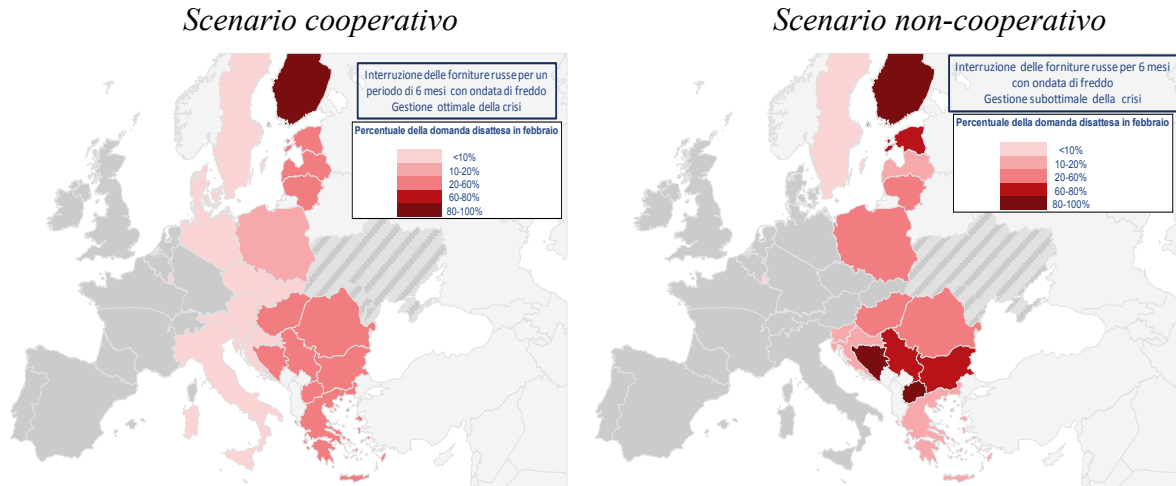 Scenario cooperativo
Interruzione delle forniture russe per un
periodo di 6 mesi con ondata di freddo
Gestione ottimale della crisi
Percentuale della domanda disattesa in febbraio
<10%
10-20%
20-60%
60-80%
80-100%
Scenario non-cooperativo
Interruzione delle forniture russe per 6 mesi
con ondata di freddo
Gestione subottimale della crisi
Percentuale della domanda disattesa in febbraio
<10%
10-20%
20-60%
60-80%
80-100%